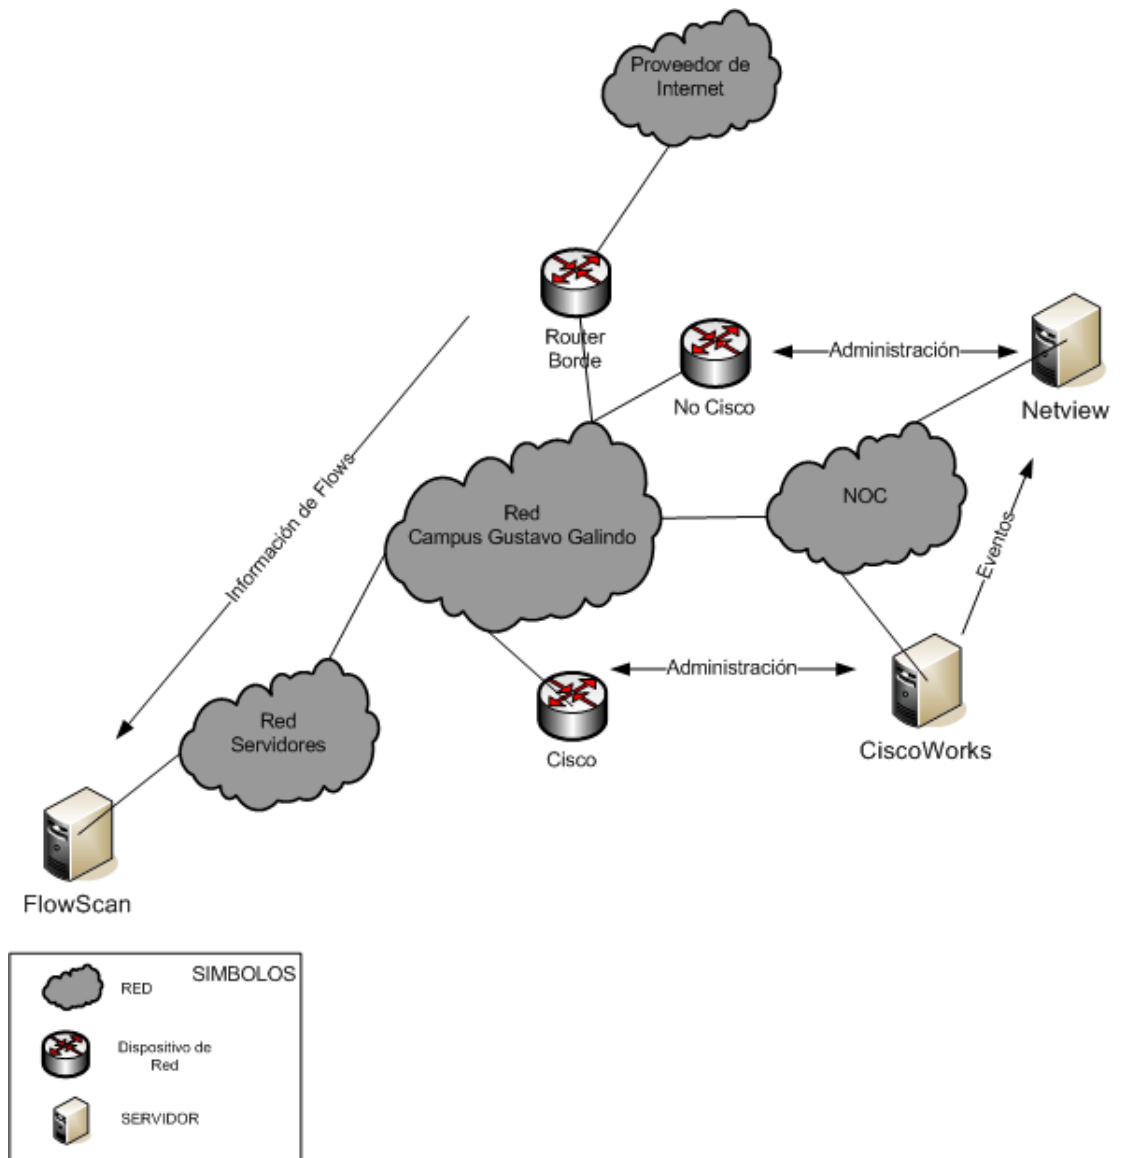 Proveedor de
Internet
Router
Borde
No Cisco
Administración
Netview
Información de Flows
Red
Campus Gustavo Galindo
NOC
Eventos
Administración
Red
Servidores
Cisco
CiscoWorks
FlowScan
SIMBOLOS
RED
Dispositivo de
Red
SERVIDOR